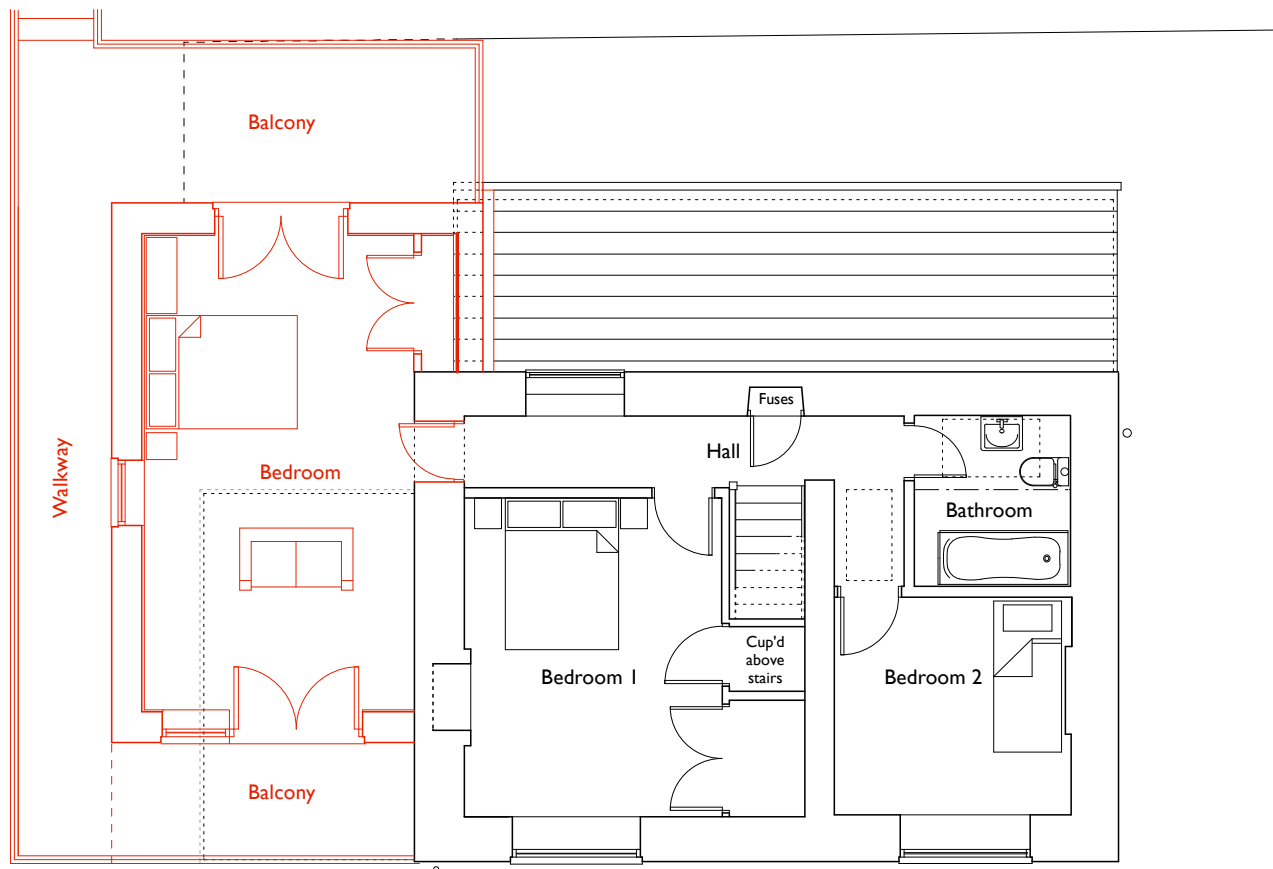 Balcony
Fuses
Hall
Walkway
Bedroom
Bathroom
Cup'd
above
stairs
Bedroom 1
Bedroom 2
Balcony